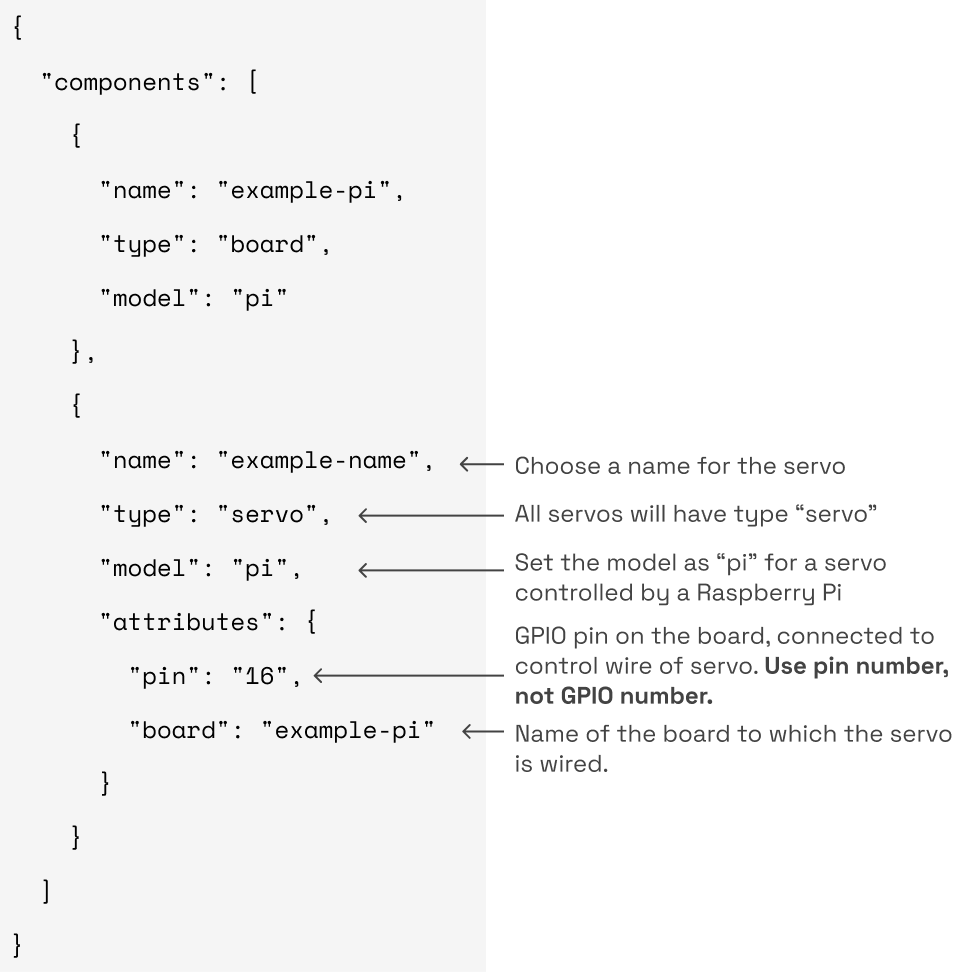 {
"components": [
{
"name": "example-pi",
"type": "board",
"model": "pi"
},
{
"name": "example-name",
Choose a name for the servo
"type": "servo",
All servos will have type “servo”
"model": "pi",
Set the model as “pi” for a servo
controlled by a Raspberry Pi
"attributes": {
GPIO pin on the board, connected to
control wire of servo. Use pin number,
not GPIO number.
"pin": "16",
"board": "example-pi"
Name of the board to which the servo
is wired.
}
}
]
}